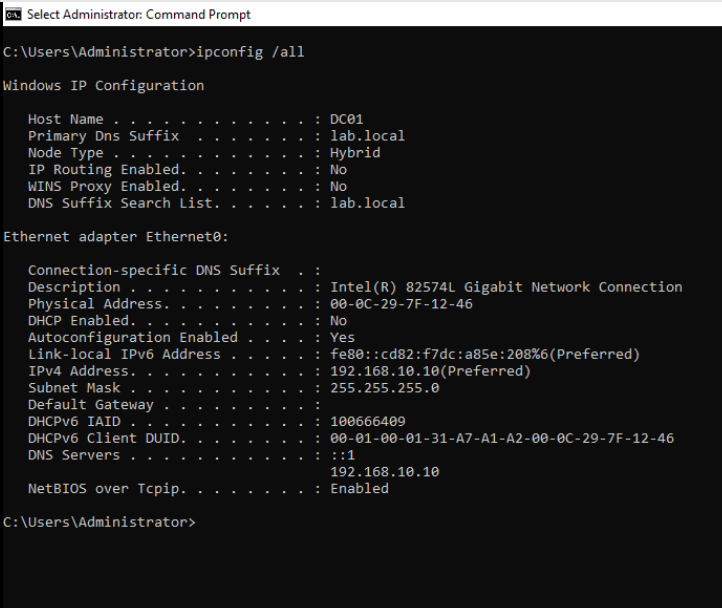 Select Administrator: Command Prompt
C:\Users\Administrator>ipconfig /all
Windows IP Configuration
Host Name . . . . . . . . . . . . : DC01
Primary Dns Suffix  . . . . . . . : lab.local
Node Type . . . . . . . . . . . . : Hybrid
IP Routing Enabled. . . . . . . . : No
WINS Proxy Enabled. . . . . . . . : No
DNS Suffix Search List. . . . . . : lab.local
Ethernet adapter Ethernet0:
Connection-specific DNS Suffix  . :
Description . . . . . . . . . . . : Intel(R) 82574L Gigabit Network Connection
Physical Address. . . . . . . . . : 00-0C-29-7F-12-46
DHCP Enabled. . . . . . . . . . . : No
Autoconfiguration Enabled . . . . : Yes
Link-local IPv6 Address . . . . . : fe80::cd82:f7dc:a85e:208%6(Preferred)
IPv4 Address. . . . . . . . . . . : 192.168.10.10(Preferred)
Subnet Mask . . . . . . . . . . . : 255.255.255.0
Default Gateway . . . . . . . . . :
DHCPv6 IAID . . . . . . . . . . . : 100666409
DHCPv6 Client DUID. . . . . . . . : 00-01-00-01-31-A7-A1-A2-00-0C-29-7F-12-46
DNS Servers . . . . . . . . . . . : ::1
192.168.10.10
NetBIOS over Tcpip. . . . . . . . : Enabled
C:\Users\Administrator>